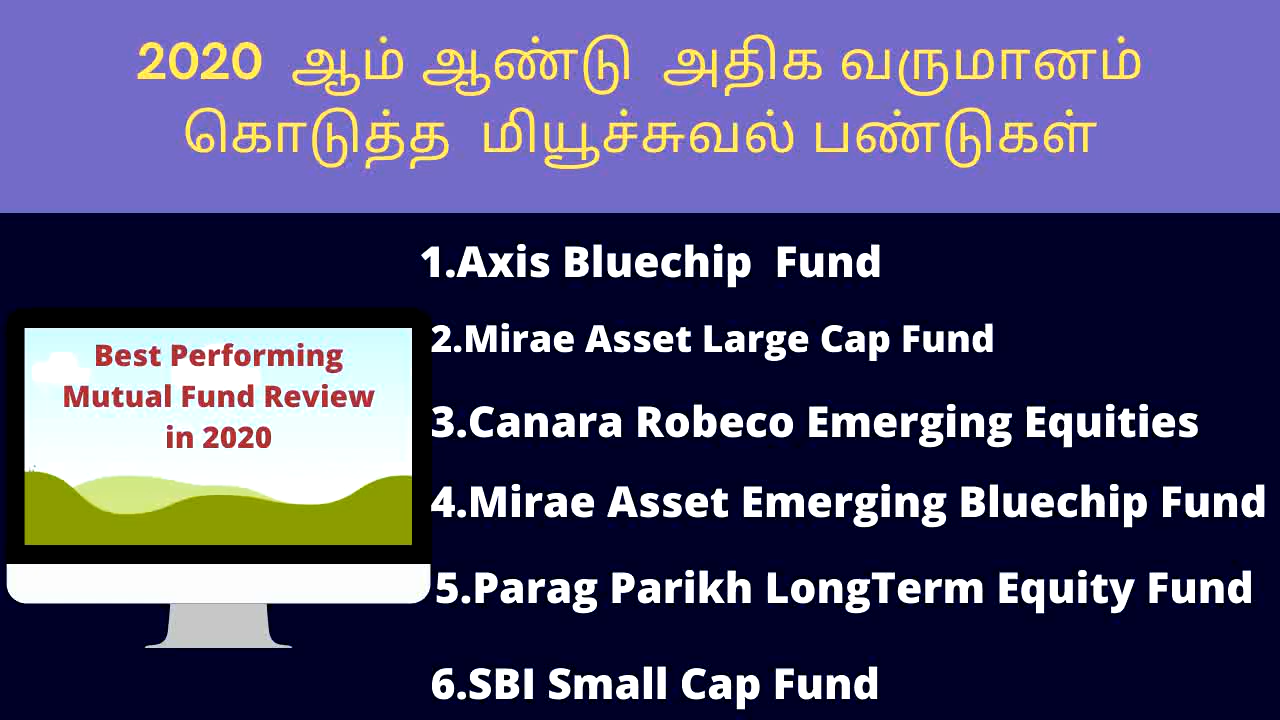 2020 ஆம் ஆண்டு அதிக வருமானம்
கொடுத்த மியூச்சுவல் பண்டுகள்
1.Axis Bluechip Fund
2.Mirae Asset Large Cap Fund
Best Performing
Mutual Fund Review
in 2020
3.Canara Robeco Emerging Equities
4.Mirae Asset Emerging Bluechip Fund
5.Parag Parikh LongTerm Equity Fund
6.SBI Small Cap Fund